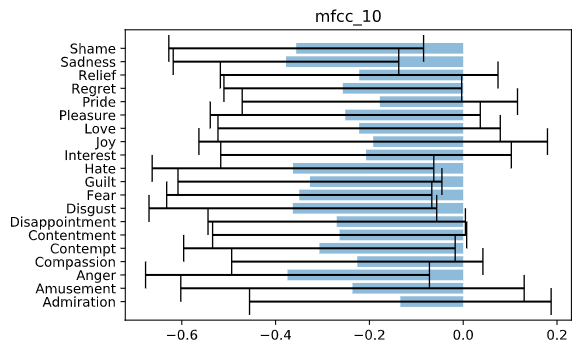 mfcc_10
Shame
Sadness
Relief
Regret
Pride
Pleasure
Love
Joy
Interest
Hate
Guilt
Fear
Disgust
Disappointment
Contentment
Contempt
Compassion
Anger
Amusement
Admiration
−0.6 −0.4 −0.2 0.0 0.2